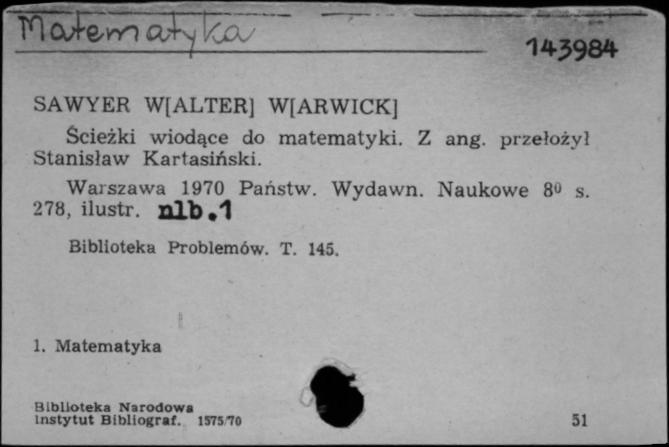 Matematyka
143984
SAWYER W[ALTER] W[ARWICK]
Ścieżki wiodące do matematyki. Z ang. przełożył
Stanisław Kartasiński.
Warszawa 1970 Państw. Wydawn. Naukowe 8⁰ s.
278, ilustr. nlb.1
Biblioteka Problemów. T. 145.
1. Matematyka
Biblioteka Narodowa
Instytut Bibliograf. 1575/70
51